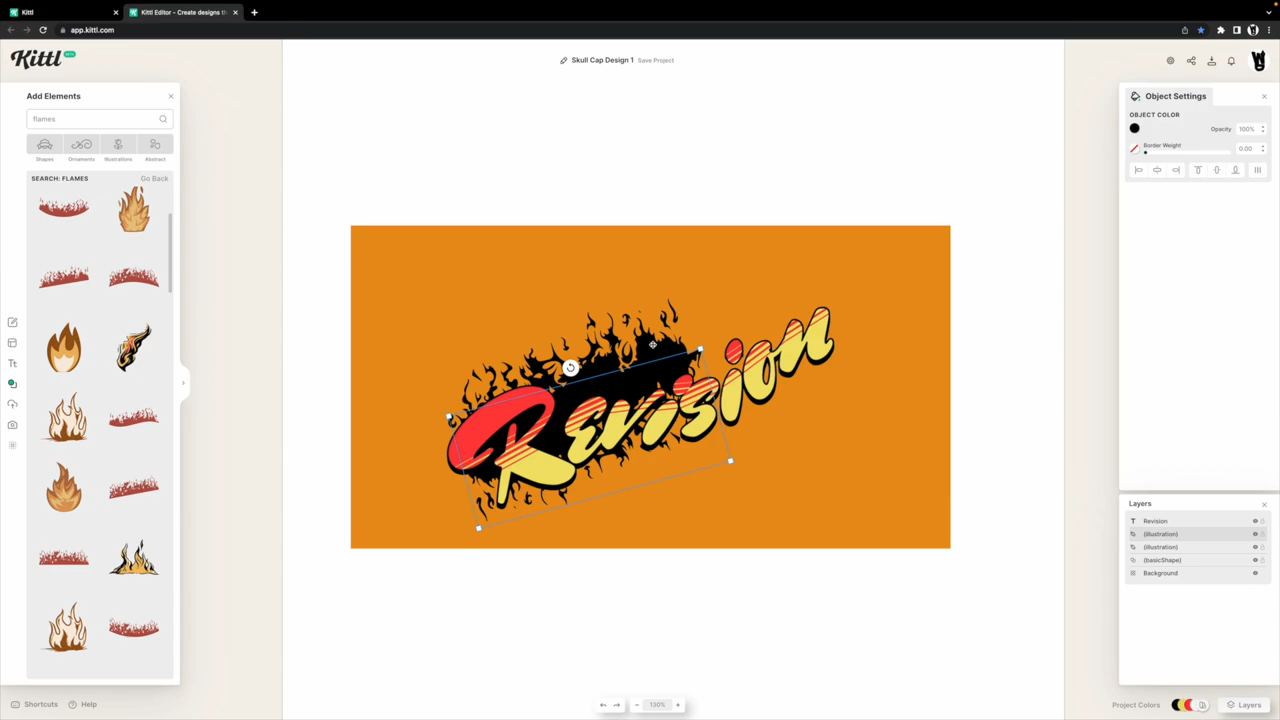 Kittl
Kittl Editor - Create designs th
app.kittl.com
Kittl BETA
Skull Cap Design 1 Save Project
Add Elements
flames
Shapes Ornaments Illustrations Abstract
SEARCH: FLAMES Go Back
Revision
Object Settings
OBJECT COLOR
Opacity 100%
Border Weight
0.00
Layers
Revision
(illustration)
(illustration)
(basicShape)
Background
Shortcuts Help
130%
Project Colors Layers